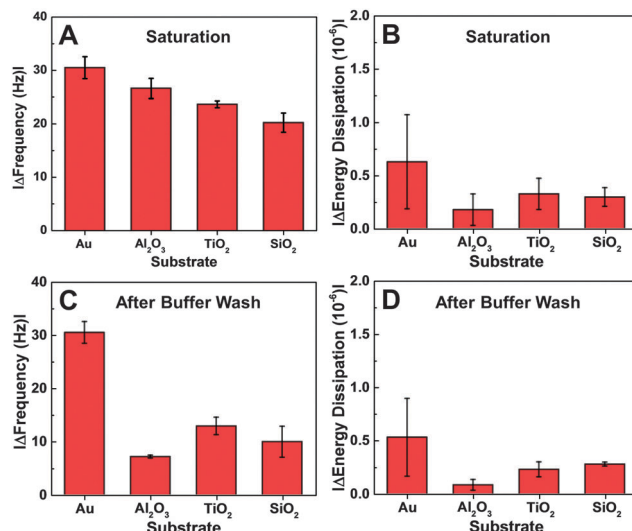 A
Saturation
|ΔFrequency (Hz)|
40
30
20
10
0
Au
Al₂O₃
TiO₂
SiO₂
Substrate
B
Saturation
|ΔEnergy Dissipation (10⁻⁶)|
2.0
1.5
1.0
0.5
0.0
Au
Al₂O₃
TiO₂
SiO₂
Substrate
C
After Buffer Wash
|ΔFrequency (Hz)|
40
30
20
10
0
Au
Al₂O₃
TiO₂
SiO₂
Substrate
D
After Buffer Wash
|ΔEnergy Dissipation (10⁻⁶)|
2.0
1.5
1.0
0.5
0.0
Au
Al₂O₃
TiO₂
SiO₂
Substrate